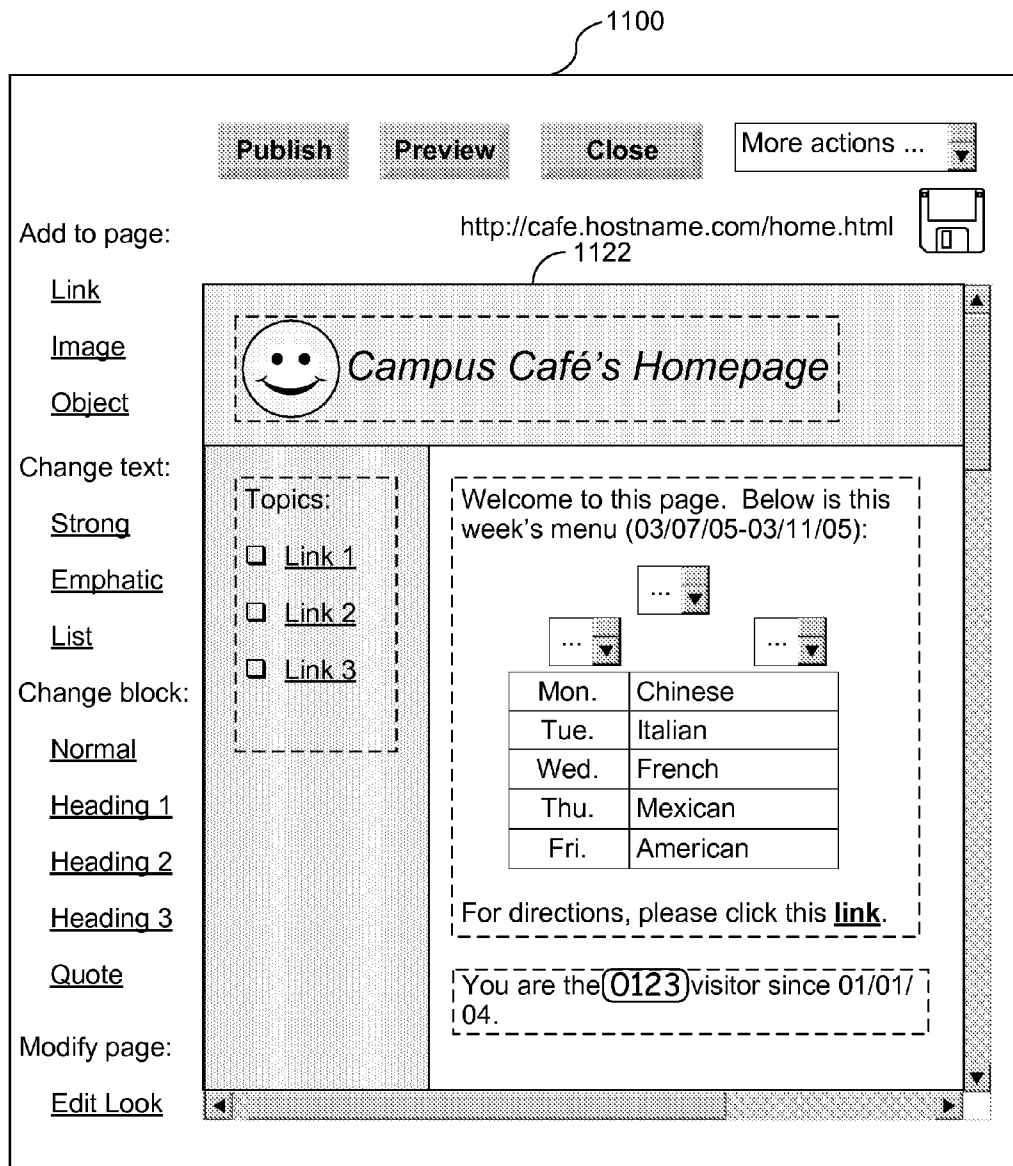 1100
Publish Preview Close More actions ...
http://cafe.hostname.com/home.html
1122
Add to page:
Link
Image
Object
Change text:
Strong
Emphatic
List
Change block:
Normal
Heading 1
Heading 2
Heading 3
Quote
Modify page:
Edit Look
Campus Café's Homepage
Topics:
❑ Link 1
❑ Link 2
❑ Link 3
Welcome to this page. Below is this
week's menu (03/07/05-03/11/05):
...
... ...
Mon. Chinese
Tue. Italian
Wed. French
Thu. Mexican
Fri. American
For directions, please click this link.
You are the 0123 visitor since 01/01/
04.